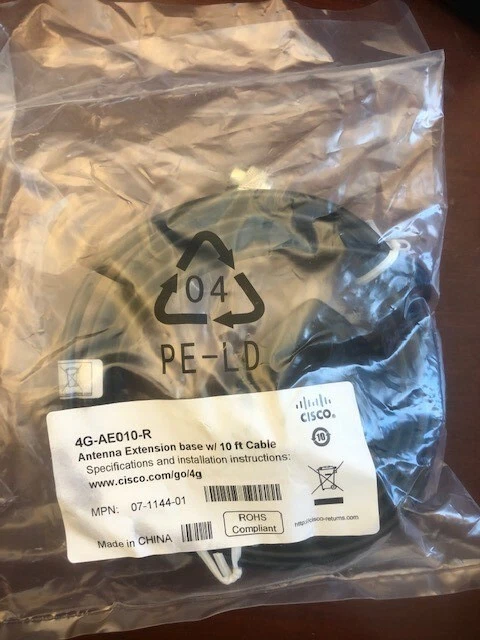 04
PE-LD
CISCO®
4G-AE010-R
Antenna Extension base w/ 10 ft Cable
Specifications and installation instructions:
www.cisco.com/go/4g
10
MPN: 07-1144-01
ROHS
Compliant
http://cisco-returns.com
Made in CHINA